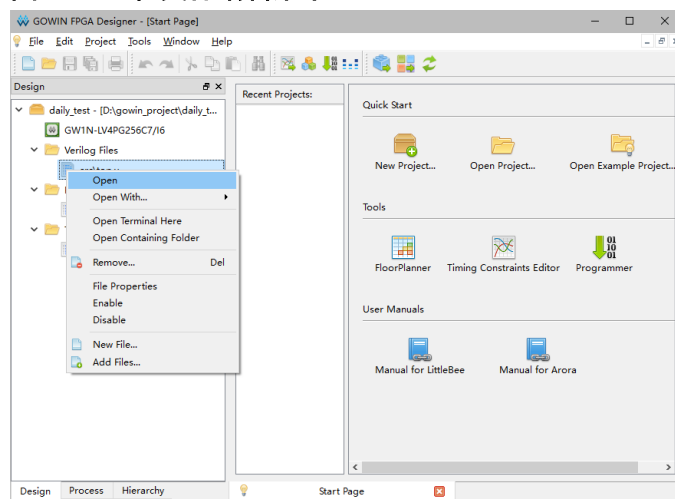 GOWIN FPGA Designer - [Start Page]
File Edit Project Tools Window Help
Design
daily_test - [D:\gowin_project\daily_t...
GW1N-LV4PG256C7/I6
Verilog Files
Open
Open With...
Open Terminal Here
Open Containing Folder
Remove... Del
File Properties
Enable
Disable
New File...
Add Files...
Recent Projects:
Quick Start
New Project... Open Project... Open Example Project...
Tools
FloorPlanner Timing Constraints Editor Programmer
User Manuals
Manual for LittleBee Manual for Arora
Design Process Hierarchy
Start Page